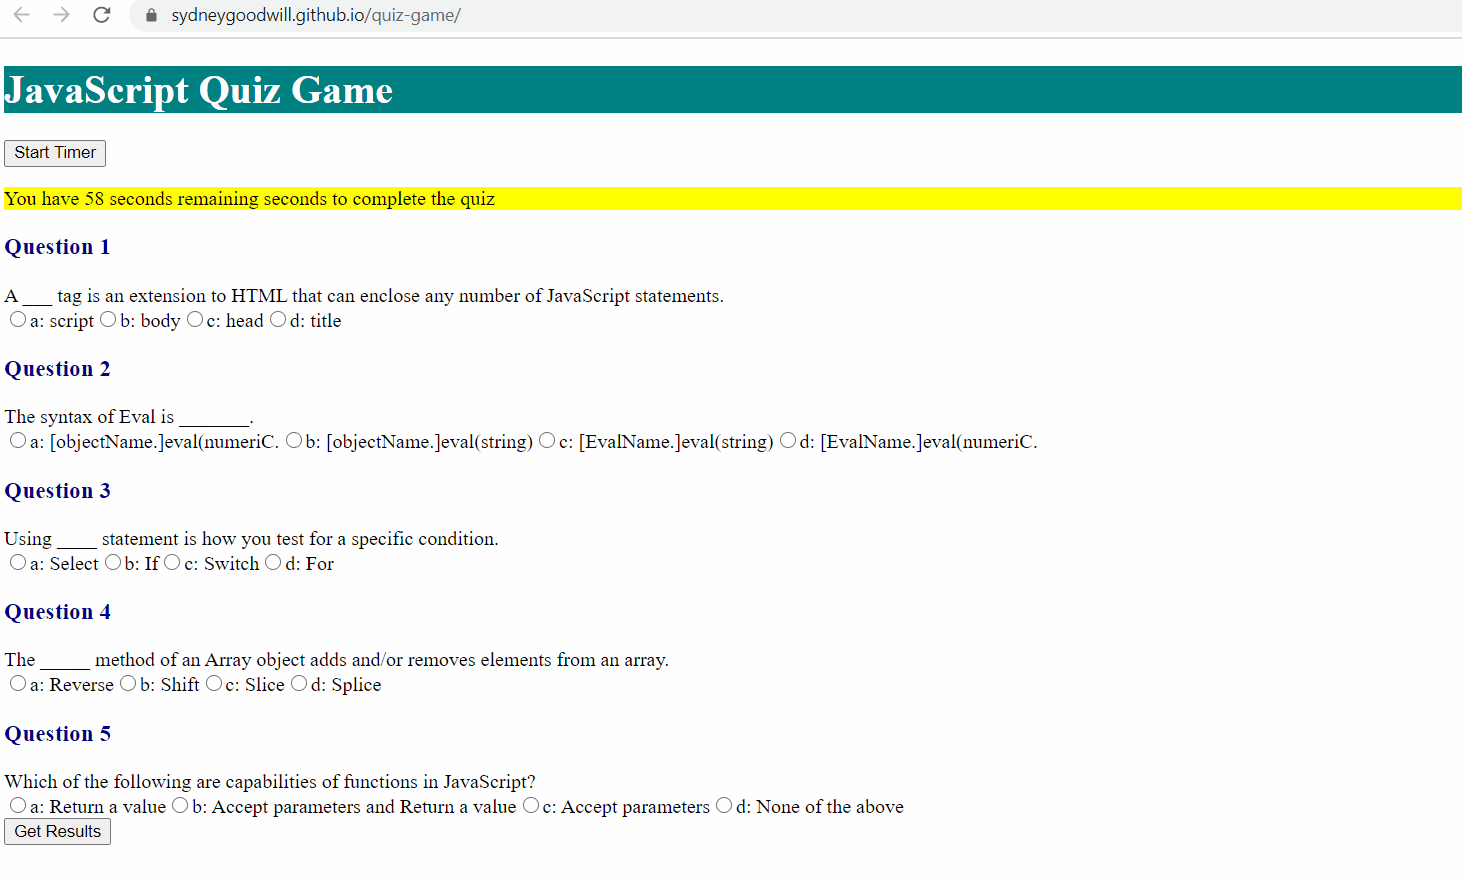 sydneygoodwill.github.io/quiz-game/
JavaScript Quiz Game
Start Timer
You have 58 seconds remaining seconds to complete the quiz
Question 1
A ___ tag is an extension to HTML that can enclose any number of JavaScript statements.
a: script b: body c: head d: title
Question 2
The syntax of Eval is _______.
a: [objectName.]eval(numeriC. b: [objectName.]eval(string) c: [EvalName.]eval(string) d: [EvalName.]eval(numeriC.
Question 3
Using ____ statement is how you test for a specific condition.
a: Select b: If c: Switch d: For
Question 4
The _____ method of an Array object adds and/or removes elements from an array.
a: Reverse b: Shift c: Slice d: Splice
Question 5
Which of the following are capabilities of functions in JavaScript?
a: Return a value b: Accept parameters and Return a value c: Accept parameters d: None of the above
Get Results